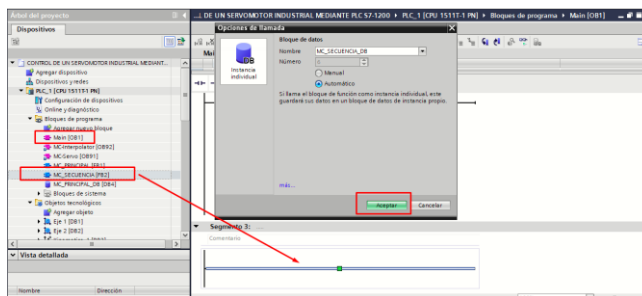 Árbol del proyecto
... DE UN SERVOMOTOR INDUSTRIAL MEDIANTE PLC S7-1200 ▸ PLC_1 [CPU 1511T-1 PN] ▸ Bloques de programa ▸ Main [OB1]
Dispositivos
Opciones de llamada
Bloque de datos
Nombre MC_SECUENCIA_DB
Número
Manual
Automático
DB
Instancia individual
Si llama el bloque de función como instancia individual, este
guardará sus datos en un bloque de datos de instancia propio.
más...
Aceptar
Cancelar
CONTROL DE UN SERVOMOTOR INDUSTRIAL MEDIANT...
Agregar dispositivo
Dispositivos y redes
PLC_1 [CPU 1511T-1 PN]
Configuración de dispositivos
Online y diagnóstico
Bloques de programa
Agregar nuevo bloque
Main [OB1]
MC-Interpolator [OB92]
MC-Servo [OB91]
MC_PRINCIPAL [FB1]
MC_SECUENCIA [FB2]
MC_PRINCIPAL_DB [DB4]
Bloques de sistema
Objetos tecnológicos
Agregar objeto
Eje 1 [DB1]
Eje 2 [DB2]
Segmento 3:
Comentario
Vista detallada
Nombre
Dirección